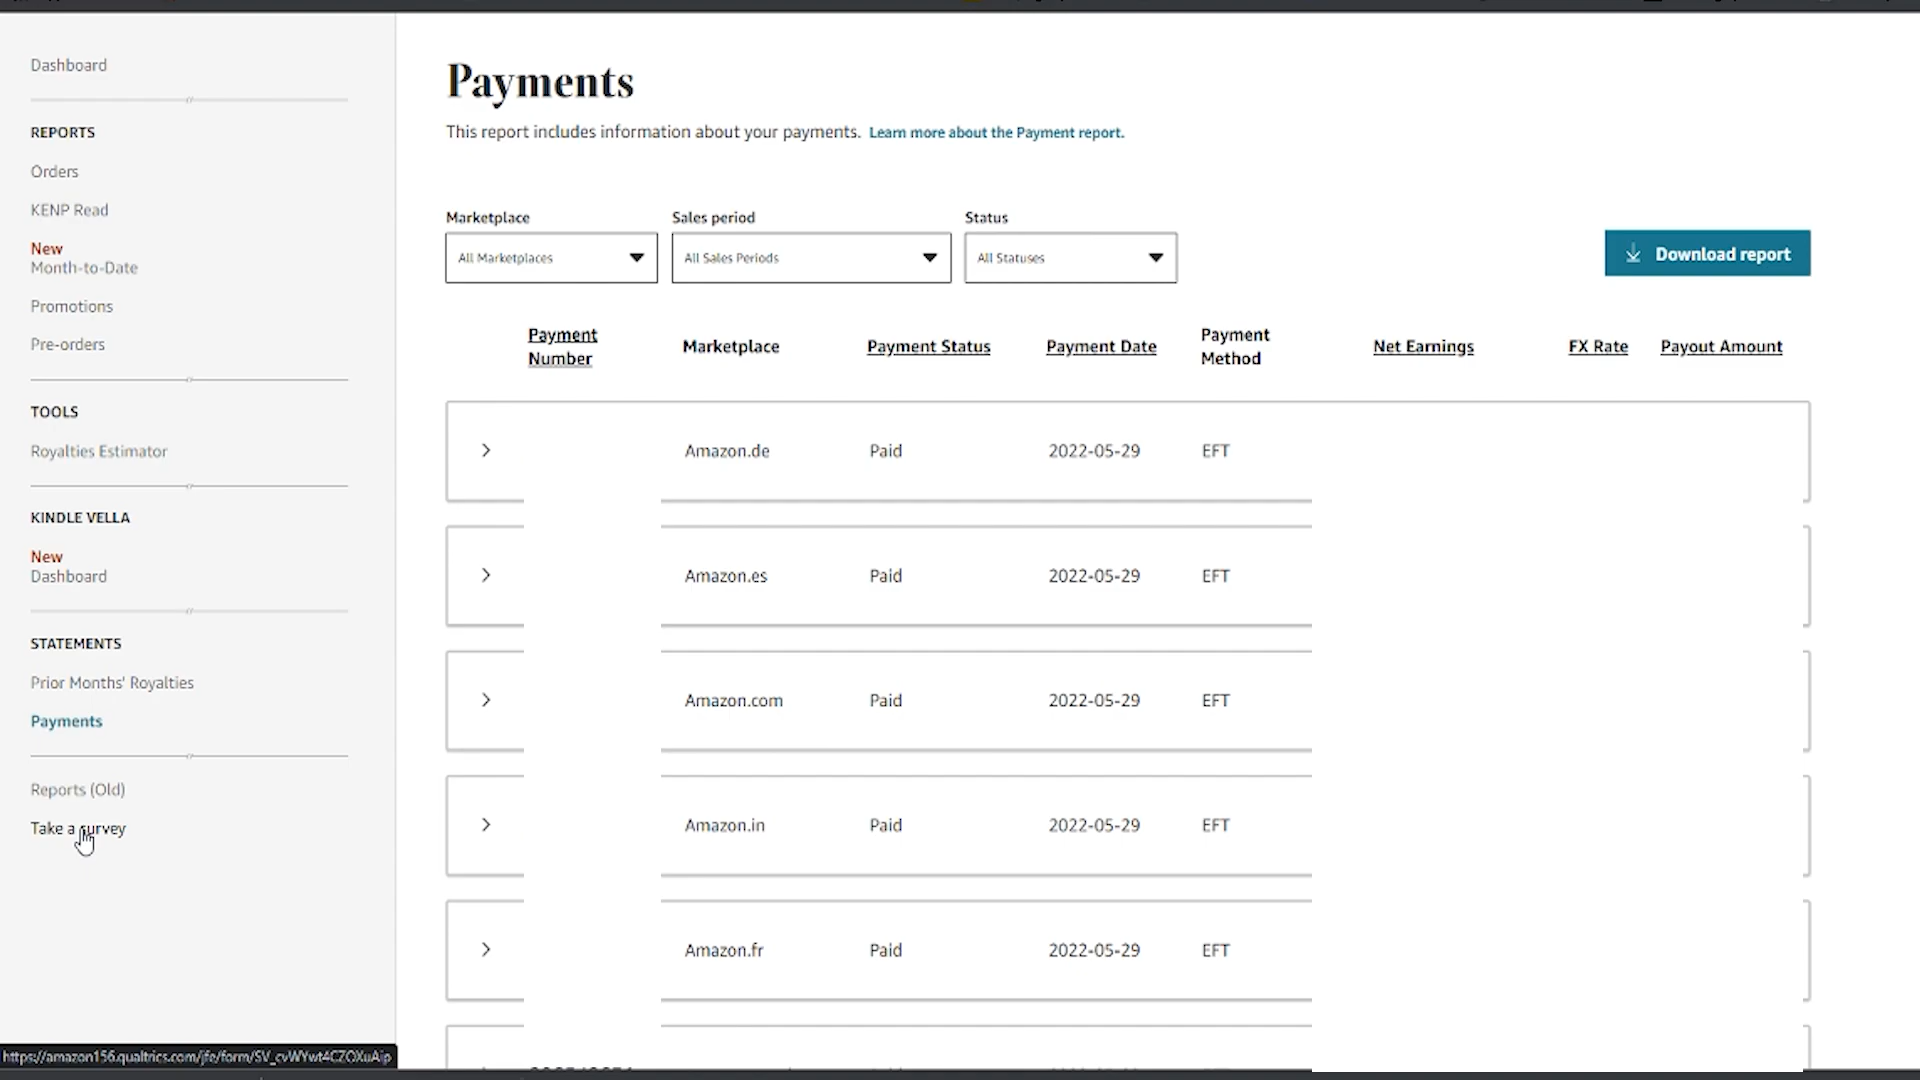 Dashboard
REPORTS
Orders
KENP Read
New
Month-to-Date
Promotions
Pre-orders
TOOLS
Royalties Estimator
KINDLE VELLA
New
Dashboard
STATEMENTS
Prior Months' Royalties
Payments
Reports (Old)
Take a survey
Payments
This report includes information about your payments. Learn more about the Payment report.
Marketplace Sales period Status
All Marketplaces All Sales Periods All Statuses
Download report
Payment Number Marketplace Payment Status Payment Date Payment Method Net Earnings FX Rate Payout Amount
Amazon.de Paid 2022-05-29 EFT
Amazon.es Paid 2022-05-29 EFT
Amazon.com Paid 2022-05-29 EFT
Amazon.in Paid 2022-05-29 EFT
Amazon.fr Paid 2022-05-29 EFT